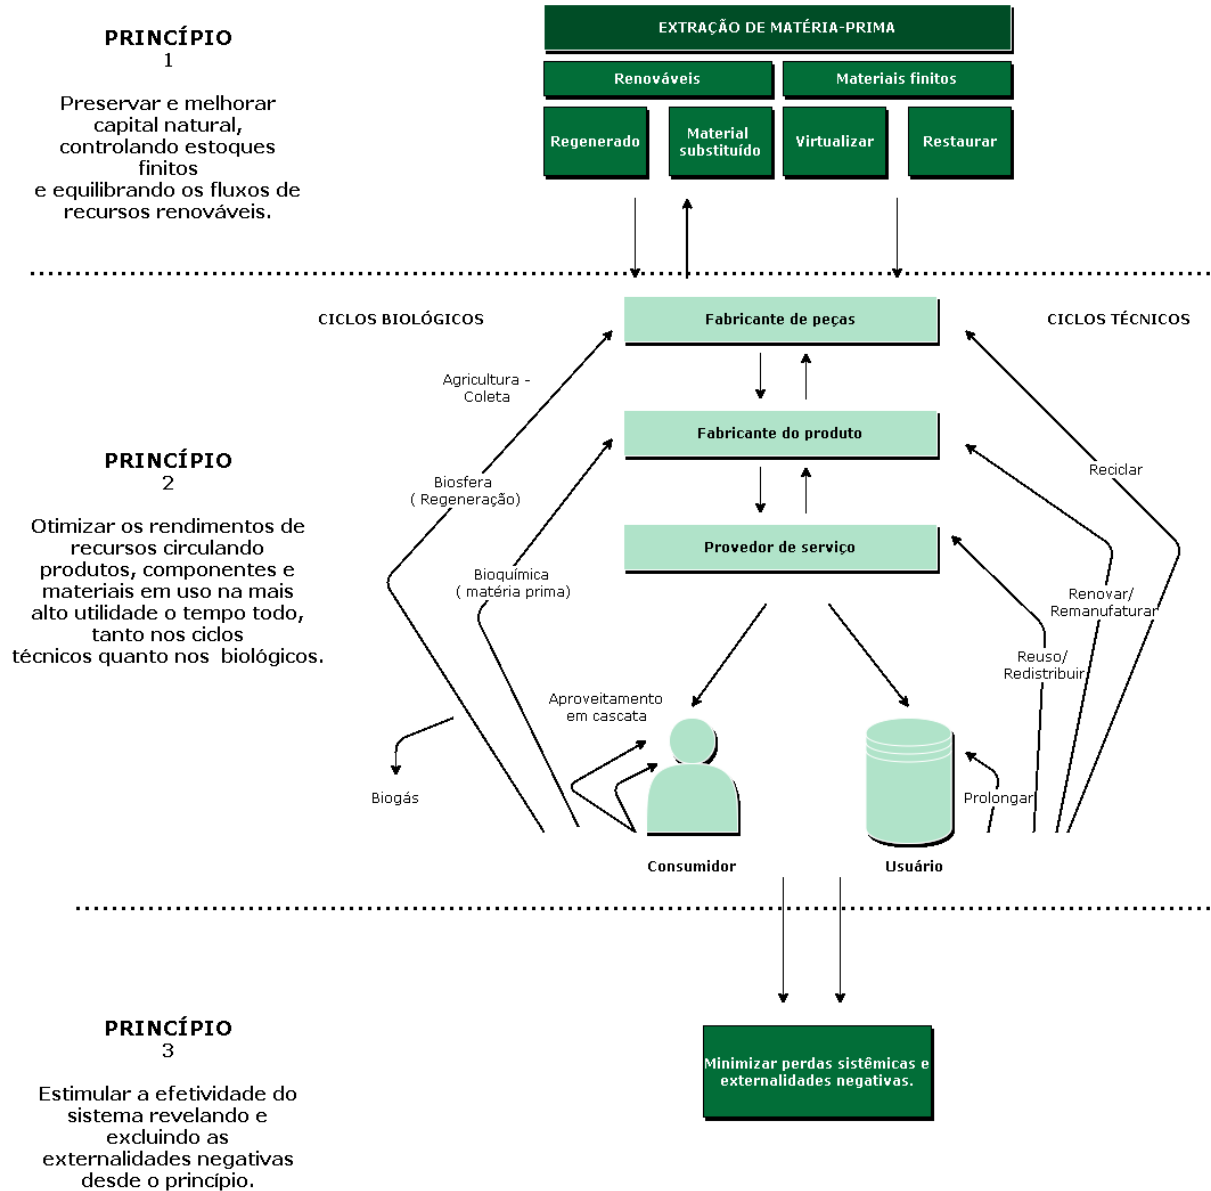 PRINCÍPIO
1
Preservar e melhorar
capital natural,
controlando estoques
finitos
e equilibrando os fluxos de
recursos renováveis.
EXTRAÇÃO DE MATÉRIA-PRIMA
Renováveis
Materiais finitos
Regenerado
Material
substituído
Virtualizar
Restaurar
CICLOS BIOLÓGICOS
Fabricante de peças
CICLOS TÉCNICOS
Agricultura -
Coleta
Fabricante do produto
PRINCÍPIO
2
Otimizar os rendimentos de
recursos circulando
produtos, componentes e
materiais em uso na mais
alto utilidade o tempo todo,
tanto nos ciclos
técnicos quanto nos  biológicos.
Biosfera
( Regeneração)
Reciclar
Provedor de serviço
Bioquímica
( matéria prima)
Renovar/
Remanufaturar
Reuso/
Redistribuir
Aproveitamento
em cascata
Biogás
Prolongar
Consumidor
Usuário
PRINCÍPIO
3
Estimular a efetividade do
sistema revelando e
excluindo as
externalidades negativas
desde o princípio.
Minimizar perdas sistêmicas e
externalidades negativas.